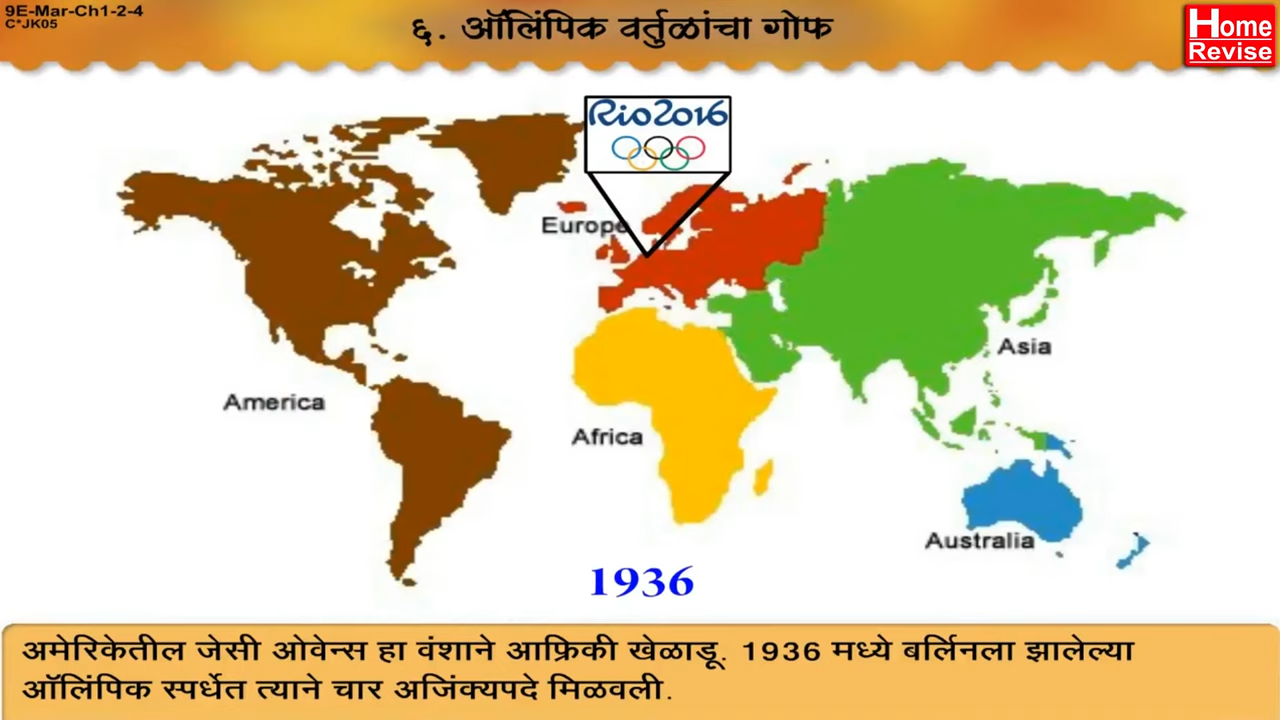 9E-Mar-Ch1-2-4
C*JK05
६. ऑलिंपिक वर्तुळांचा गोफ
Home
Revise
Rio2016
Europe
Asia
America
Africa
Australia
1936
अमेरिकेतील जेसी ओवेन्स हा वंशाने आफ्रिकी खेळाडू. 1936 मध्ये बर्लिनला झालेल्या
ऑलिंपिक स्पर्धेत त्याने चार अजिंक्यपदे मिळवली.